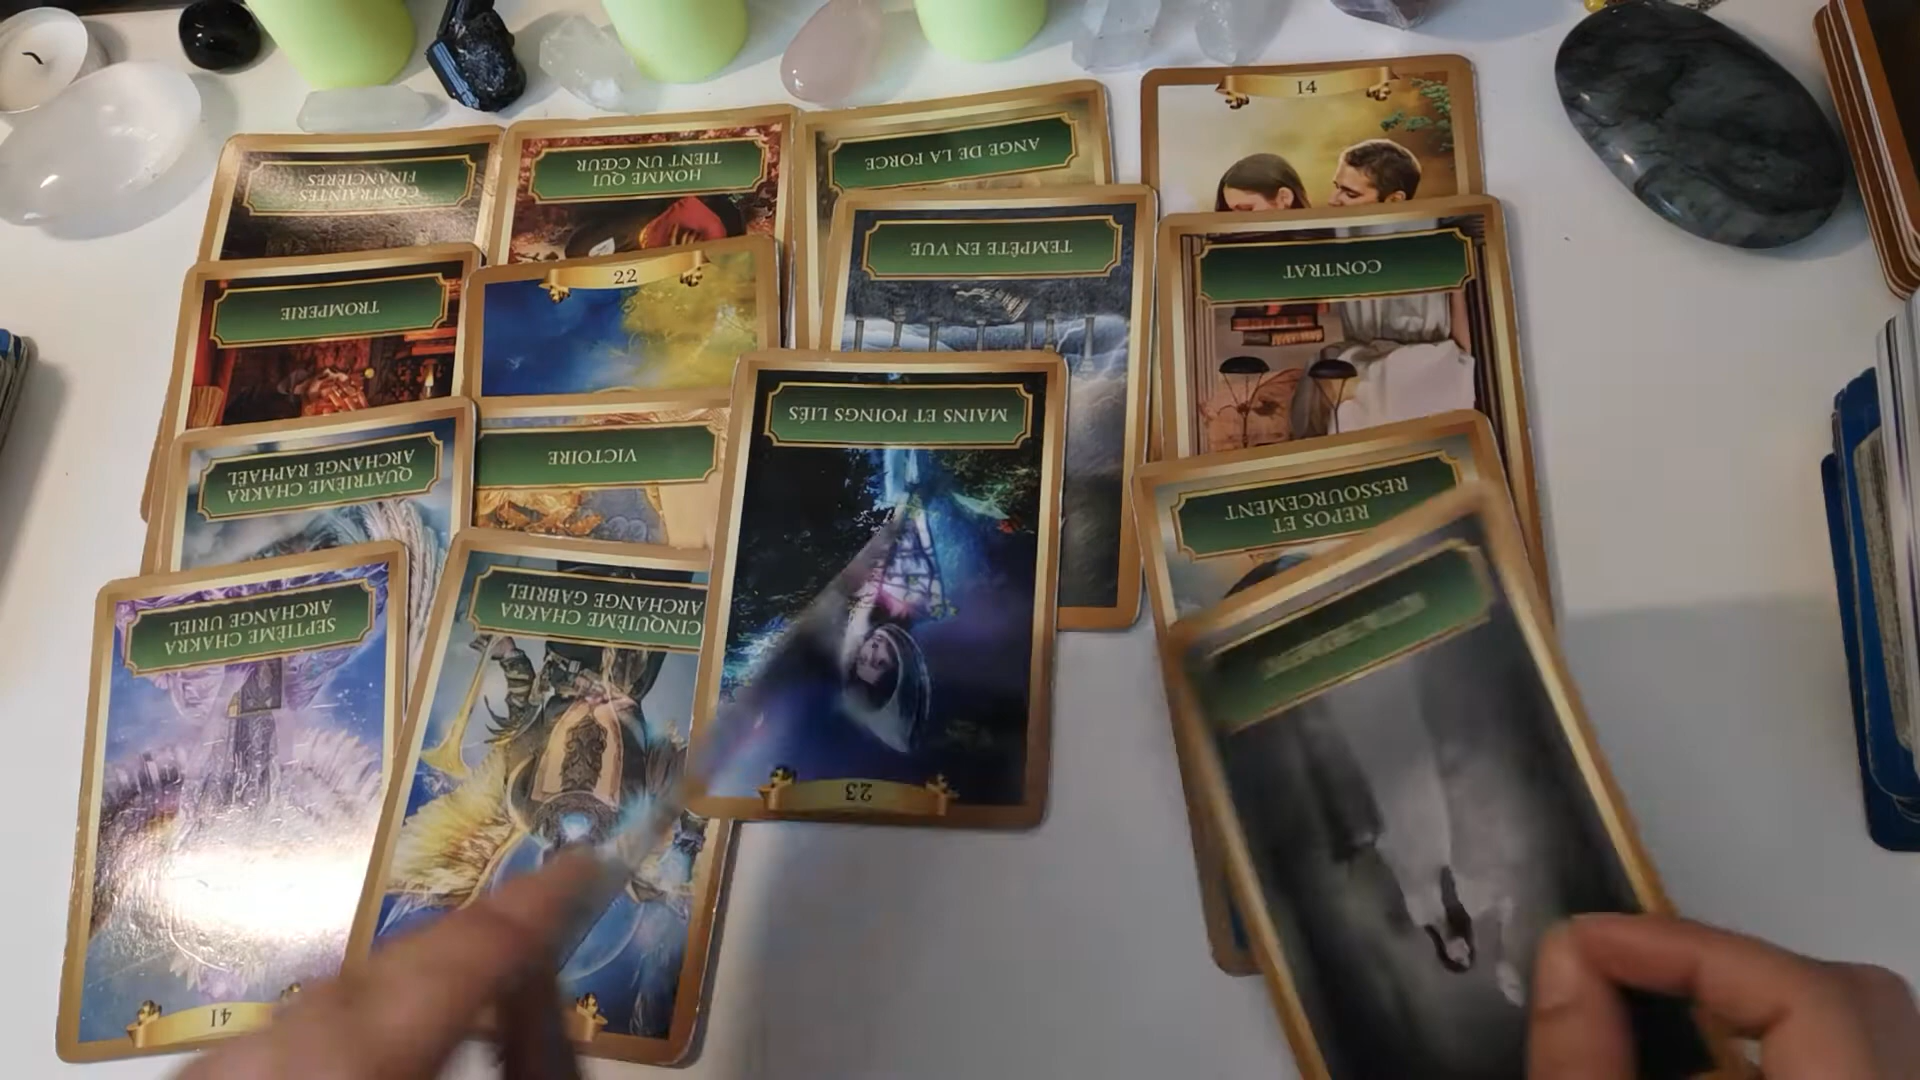 14
CONTRAINTES
FINANCIÈRES
HOMME QUI
TIENT UN CŒUR
ANGE DE LA FORCE
TEMPÊTE EN VUE
CONTRAT
TROMPERIE
22
MAINS ET POINGS LIÉS
QUATRIÈME CHAKRA
ARCHANGE RAPHAËL
VICTOIRE
REPOS ET
RESSOURCEMENT
SEPTIÈME CHAKRA
ARCHANGE URIEL
CINQUIÈME CHAKRA
ARCHANGE GABRIEL
23
41